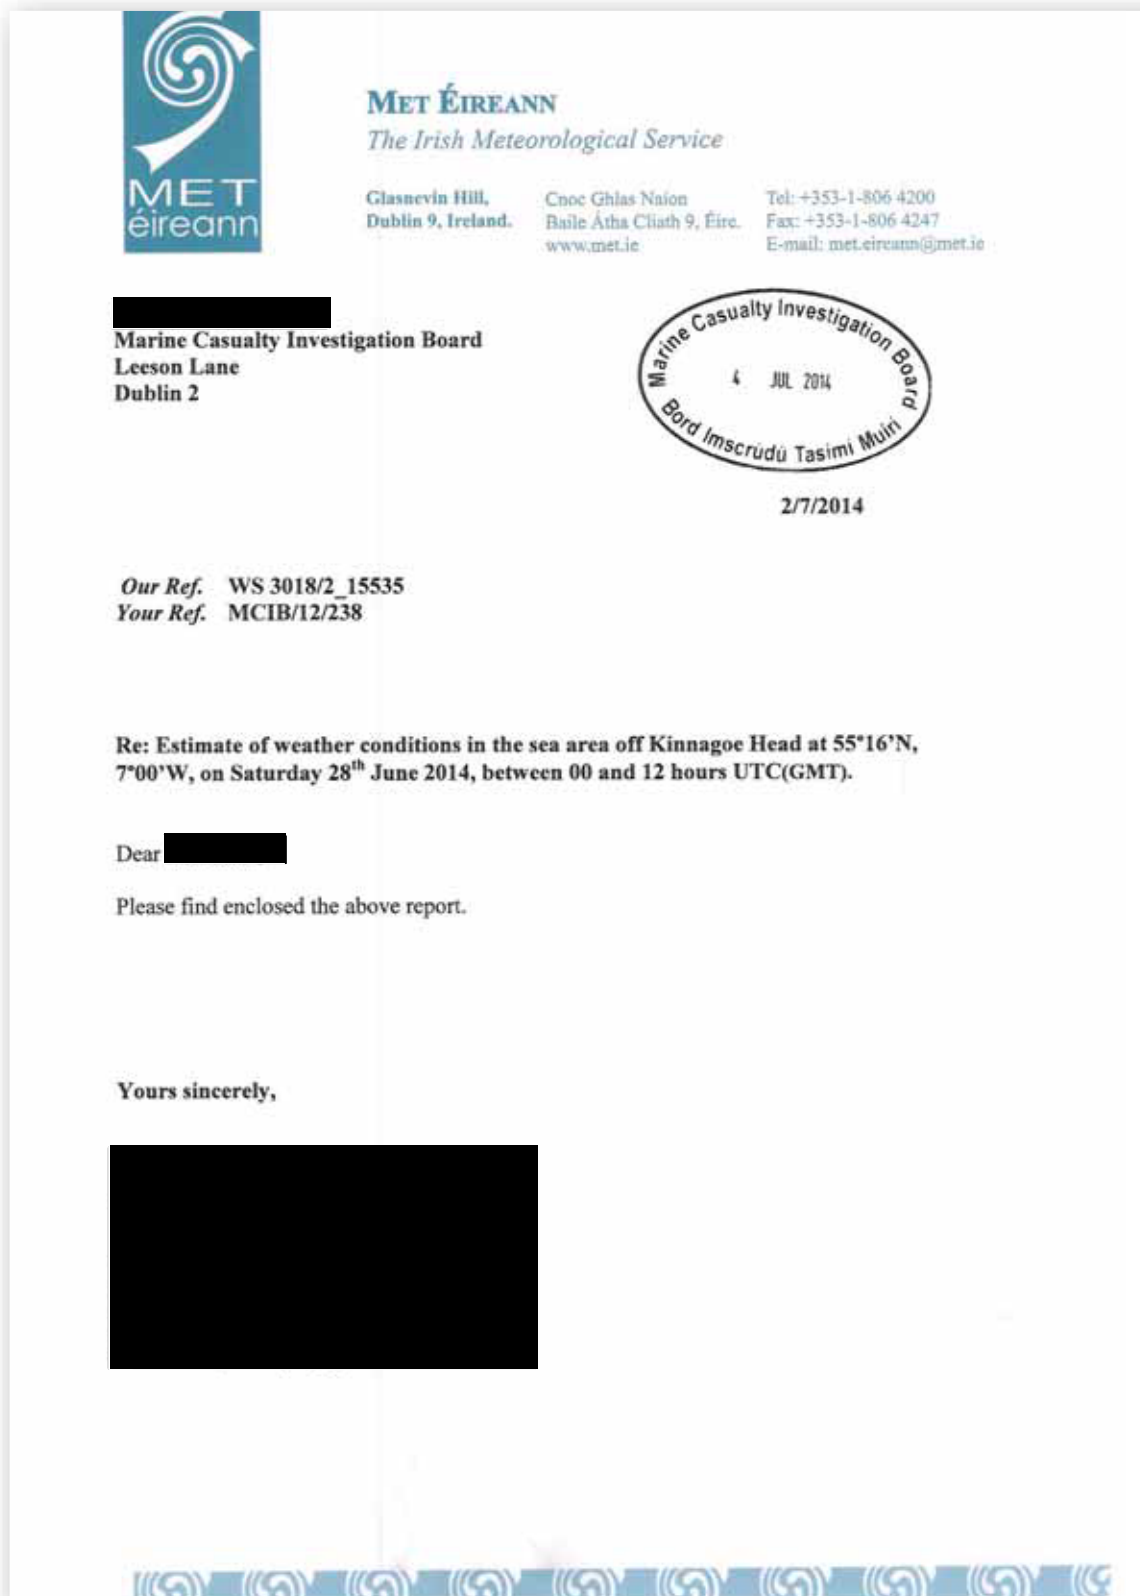 MET
éireann
MET ÉIREANN
The Irish Meteorological Service
Glasnevin Hill,
Dublin 9, Ireland.
Cnoc Ghlas Naíon
Baile Átha Cliath 9, Éire.
www.met.ie
Tel: +353-1-806 4200
Fax: +353-1-806 4247
E-mail: met.eireann@met.ie
Marine Casualty Investigation Board
Leeson Lane
Dublin 2
Marine Casualty Investigation Board
4 JUL 2014
Bord Imscrúdú Tasimí Muirí
2/7/2014
Our Ref. WS 3018/2_15535
Your Ref. MCIB/12/238
Re: Estimate of weather conditions in the sea area off Kinnagoe Head at 55°16’N,
7°00’W, on Saturday 28th June 2014, between 00 and 12 hours UTC(GMT).
Dear
Please find enclosed the above report.
Yours sincerely,